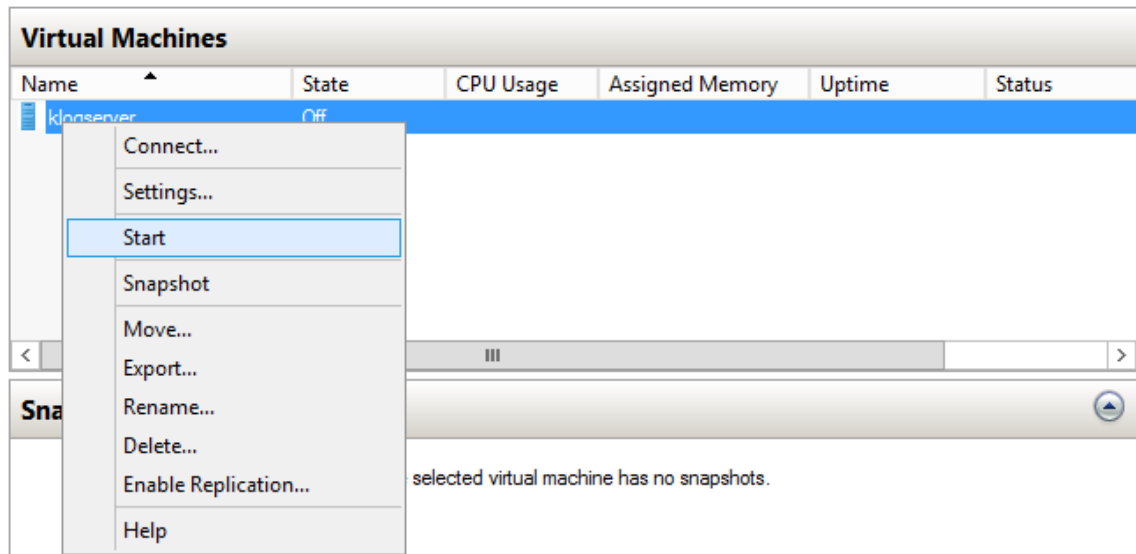 Virtual Machines
Name State CPU Usage Assigned Memory Uptime Status
klogserver Off
Connect...
Settings...
Start
Snapshot
Move...
Export...
Rename...
Delete...
Enable Replication...
Help
Sna
selected virtual machine has no snapshots.